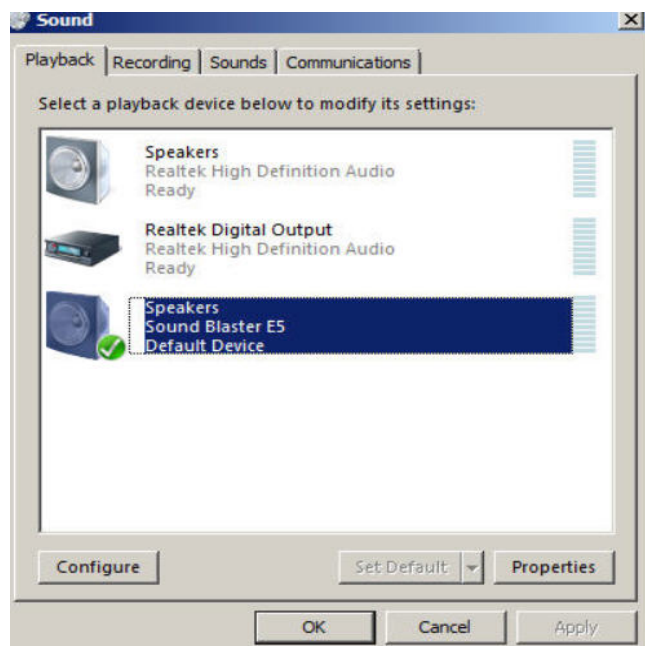 Sound
Playback Recording Sounds Communications
Select a playback device below to modify its settings:
Speakers
Realtek High Definition Audio
Ready
Realtek Digital Output
Realtek High Definition Audio
Ready
Speakers
Sound Blaster E5
Default Device
Configure Set Default Properties
OK Cancel Apply